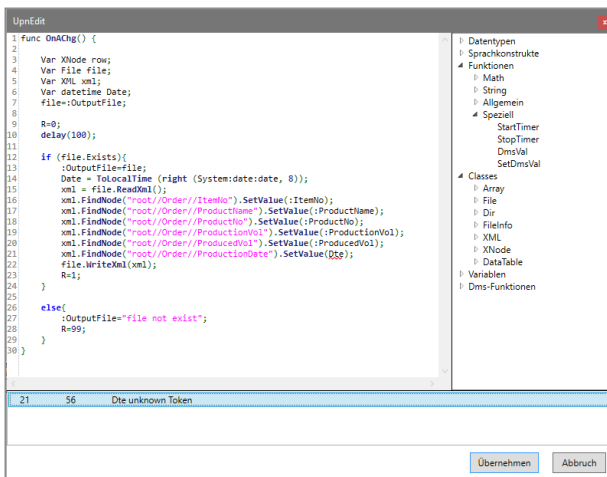 UpnEdit
x
1 func OnAChg() {
2
3 Var XNode row;
4 Var File file;
5 Var XML xml;
6 Var datetime Date;
7 file=:OutputFile;
8
9 R=0;
10 delay(100);
11
12 if (file.Exists){
13 :OutputFile=file;
14 Date = ToLocalTime (right (System:date:date, 8));
15 xml = file.ReadXml();
16 xml.FindNode("root//Order//ItemNo").SetValue(:ItemNo);
17 xml.FindNode("root//Order//ProductName").SetValue(:ProductName);
18 xml.FindNode("root//Order//ProductNo").SetValue(:ProductNo);
19 xml.FindNode("root//Order//ProductionVol").SetValue(:ProductionVol);
20 xml.FindNode("root//Order//ProducedVol").SetValue(:ProducedVol);
21 xml.FindNode("root//Order//ProductionDate").SetValue(Dte);
22 file.WriteXml(xml);
23 R=1;
24 }
25
26 else{
27 :OutputFile="file not exist";
28 R=99;
29 }
30 }
Datentypen
Sprachkonstrukte
Funktionen
Math
String
Allgemein
Speziell
StartTimer
StopTimer
DmsVal
SetDmsVal
Classes
Array
File
Dir
FileInfo
XML
XNode
DataTable
Variablen
Dms-Funktionen
21 56 Dte unknown Token
Übernehmen
Abbruch